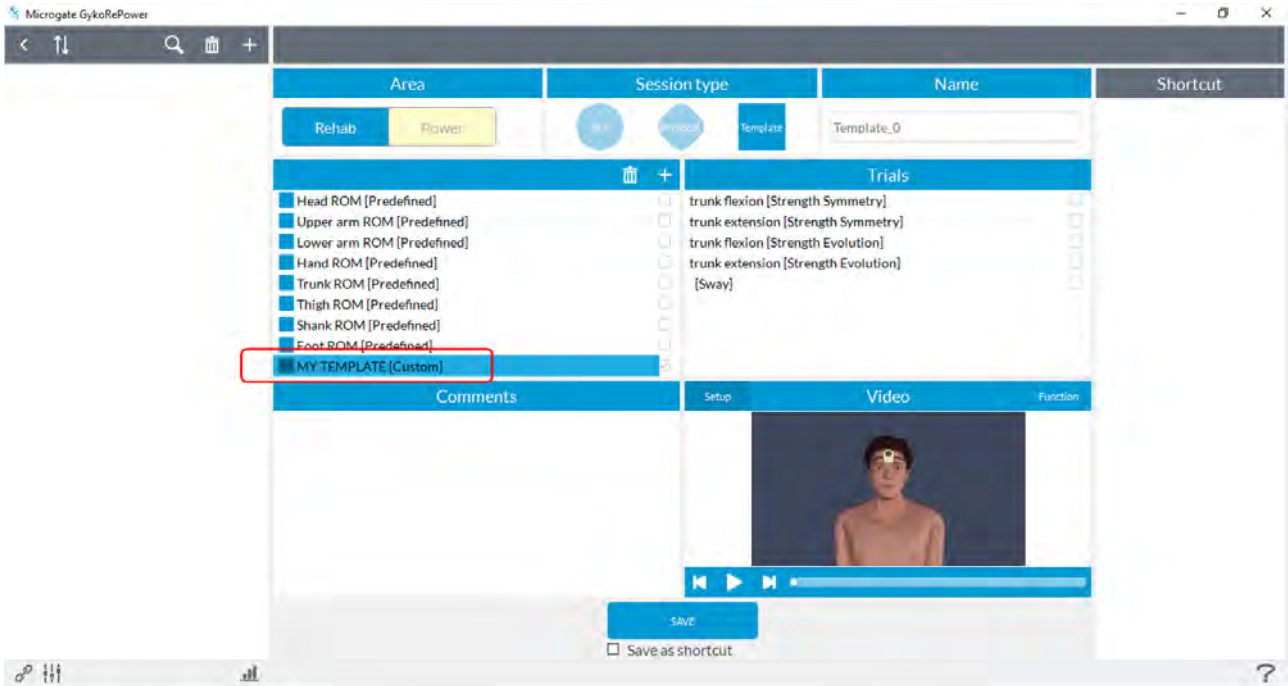 Microgate GykoRePower
Area
Session type
Name
Shortcut
Rehab
Power
Template
Template_0
Trials
Head ROM [Predefined]
Upper arm ROM [Predefined]
Lower arm ROM [Predefined]
Hand ROM [Predefined]
Trunk ROM [Predefined]
Thigh ROM [Predefined]
Shank ROM [Predefined]
Foot ROM [Predefined]
MY TEMPLATE [Custom]
trunk flexion [Strength Symmetry]
trunk extension [Strength Symmetry]
trunk flexion [Strength Evolution]
trunk extension [Strength Evolution]
[Sway]
Comments
Setup
Video
Function
SAVE
Save as shortcut